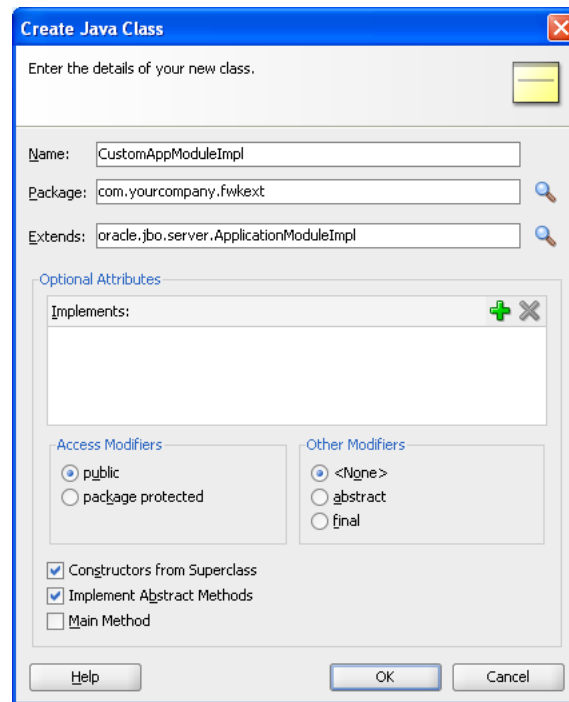 Create Java Class
Enter the details of your new class.
Name: CustomAppModuleImpl
Package: com.yourcompany.fwkext
Extends: oracle.jbo.server.ApplicationModuleImpl
Optional Attributes
Implements:
Access Modifiers
public
package protected
Other Modifiers
<None>
abstract
final
Constructors from Superclass
Implement Abstract Methods
Main Method
Help
OK
Cancel